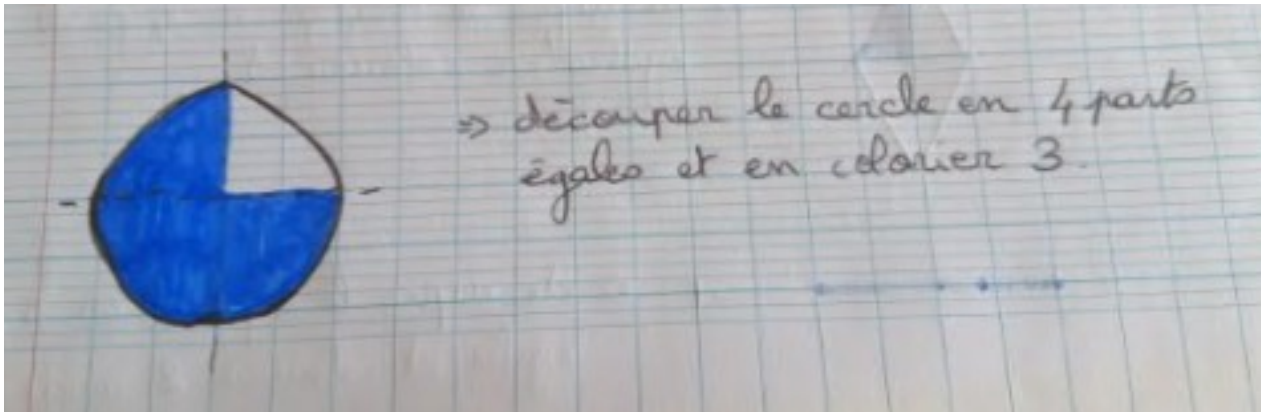 ⇒ découper le cercle en 4 parts
égales et en colorier 3.